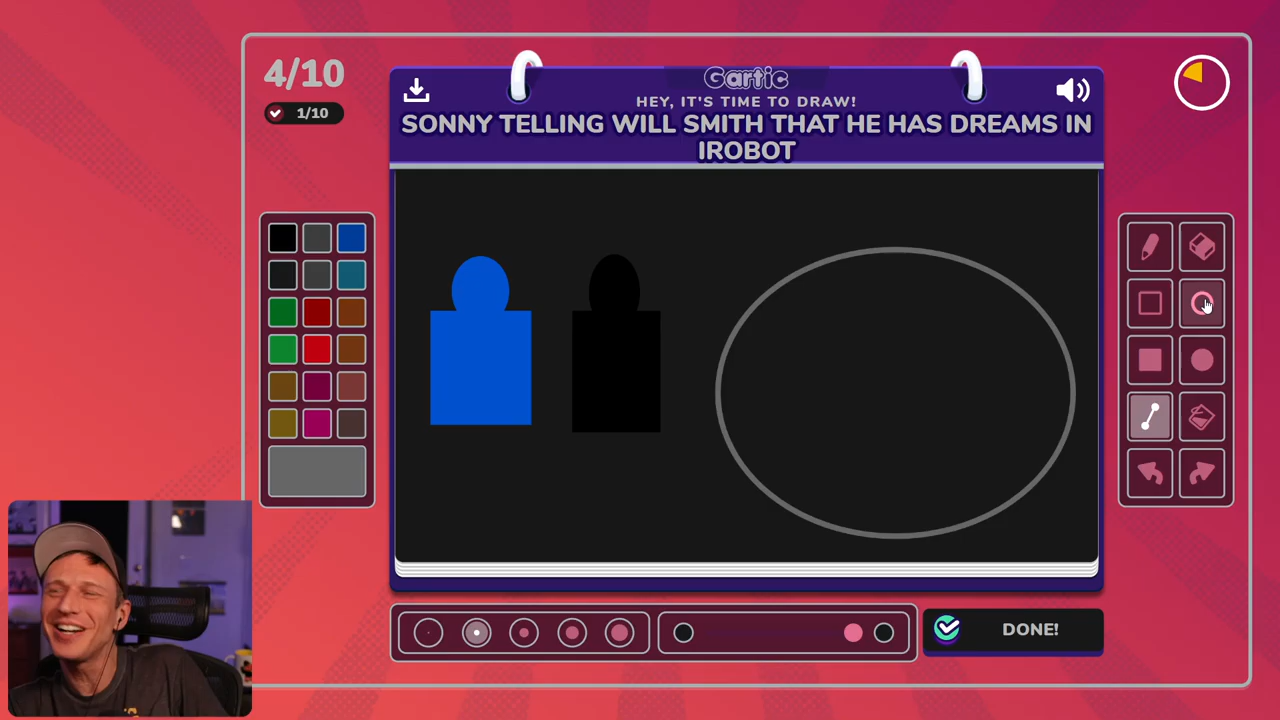 4/10
1/10
Gartic
HEY, IT'S TIME TO DRAW!
SONNY TELLING WILL SMITH THAT HE HAS DREAMS IN
IROBOT
DONE!